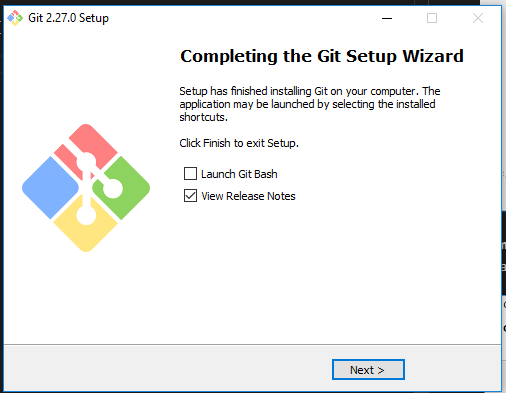 Git 2.27.0 Setup
Completing the Git Setup Wizard
Setup has finished installing Git on your computer. The
application may be launched by selecting the installed
shortcuts.
Click Finish to exit Setup.
Launch Git Bash
View Release Notes
Next >